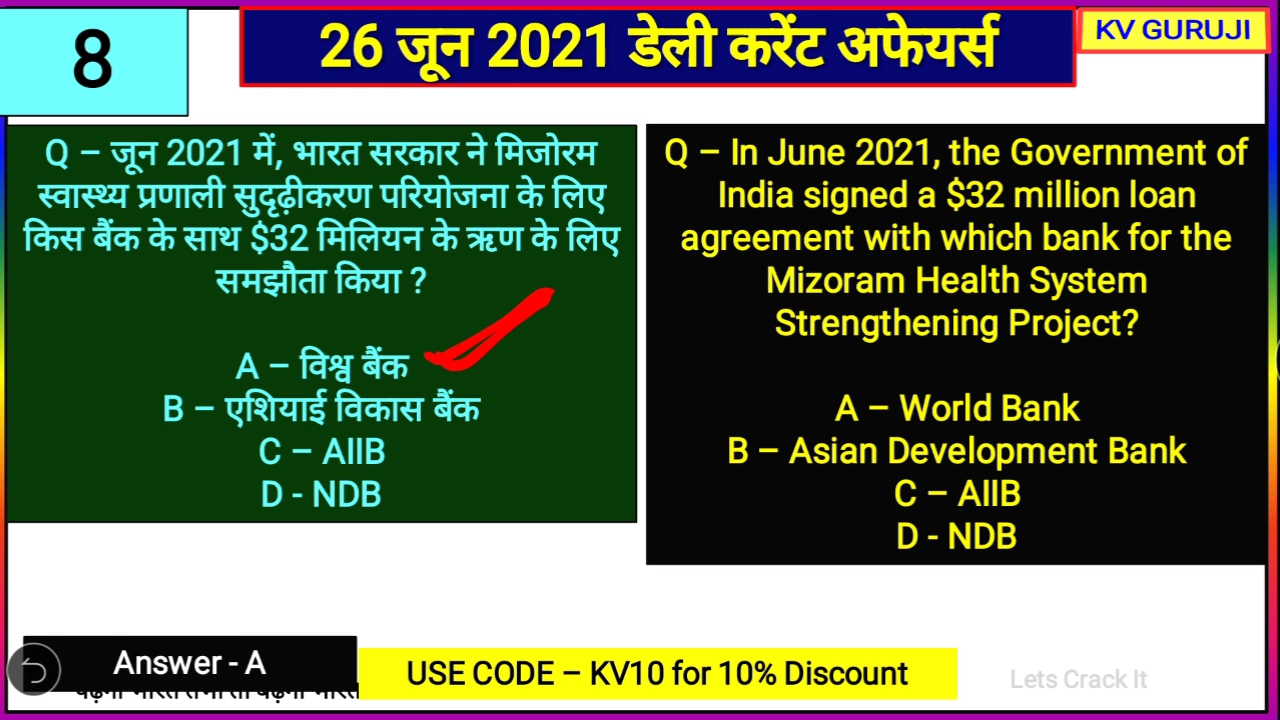 8
26 जून 2021 डेली करेंट अफेयर्स
KV GURUJI
Q – जून 2021 में, भारत सरकार ने मिजोरम
स्वास्थ्य प्रणाली सुदृढ़ीकरण परियोजना के लिए
किस बैंक के साथ $32 मिलियन के ऋण के लिए
समझौता किया ?
A – विश्व बैंक
B – एशियाई विकास बैंक
C – AIIB
D - NDB
Q – In June 2021, the Government of
India signed a $32 million loan
agreement with which bank for the
Mizoram Health System
Strengthening Project?
A – World Bank
B – Asian Development Bank
C – AIIB
D - NDB
Answer - A
USE CODE – KV10 for 10% Discount
Lets Crack It